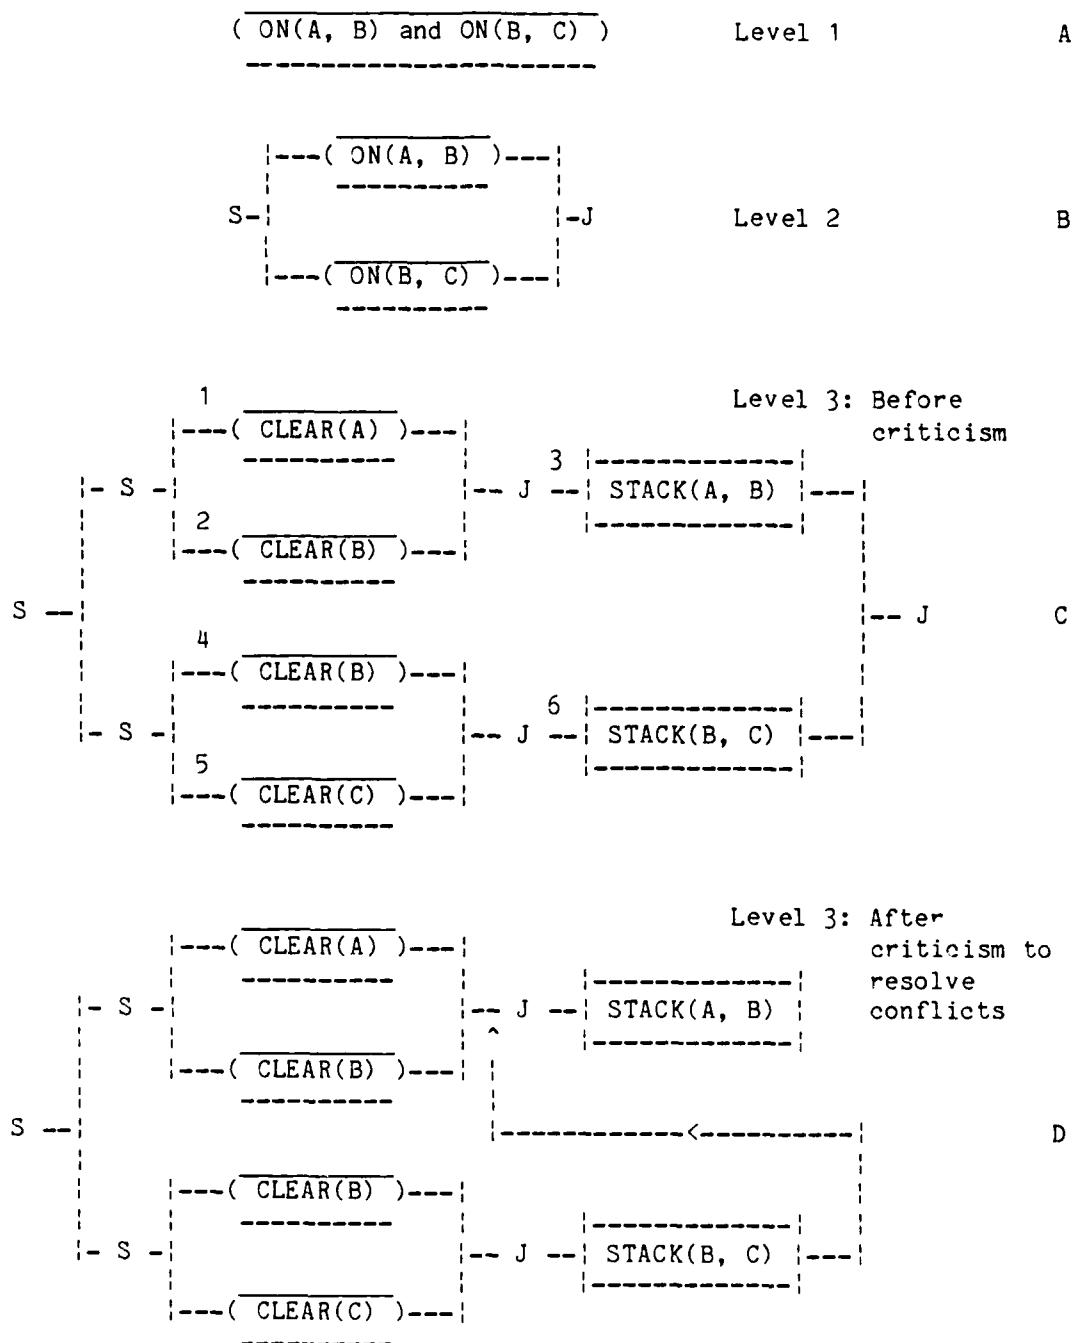 ( ON(A, B) and ON(B, C) ) Level 1 A
( ON(A, B) )
S J Level 2 B
( ON(B, C) )
Level 3: Before
1
( CLEAR(A) ) criticism
3
S J STACK(A, B)
2
( CLEAR(B) )
S J C
4
( CLEAR(B) )
6
S J STACK(B, C)
5
( CLEAR(C) )
Level 3: After
( CLEAR(A) ) criticism to
resolve
S J STACK(A, B) conflicts
^
( CLEAR(B) )
S < D
( CLEAR(B) )
S J STACK(B, C)
( CLEAR(C) )